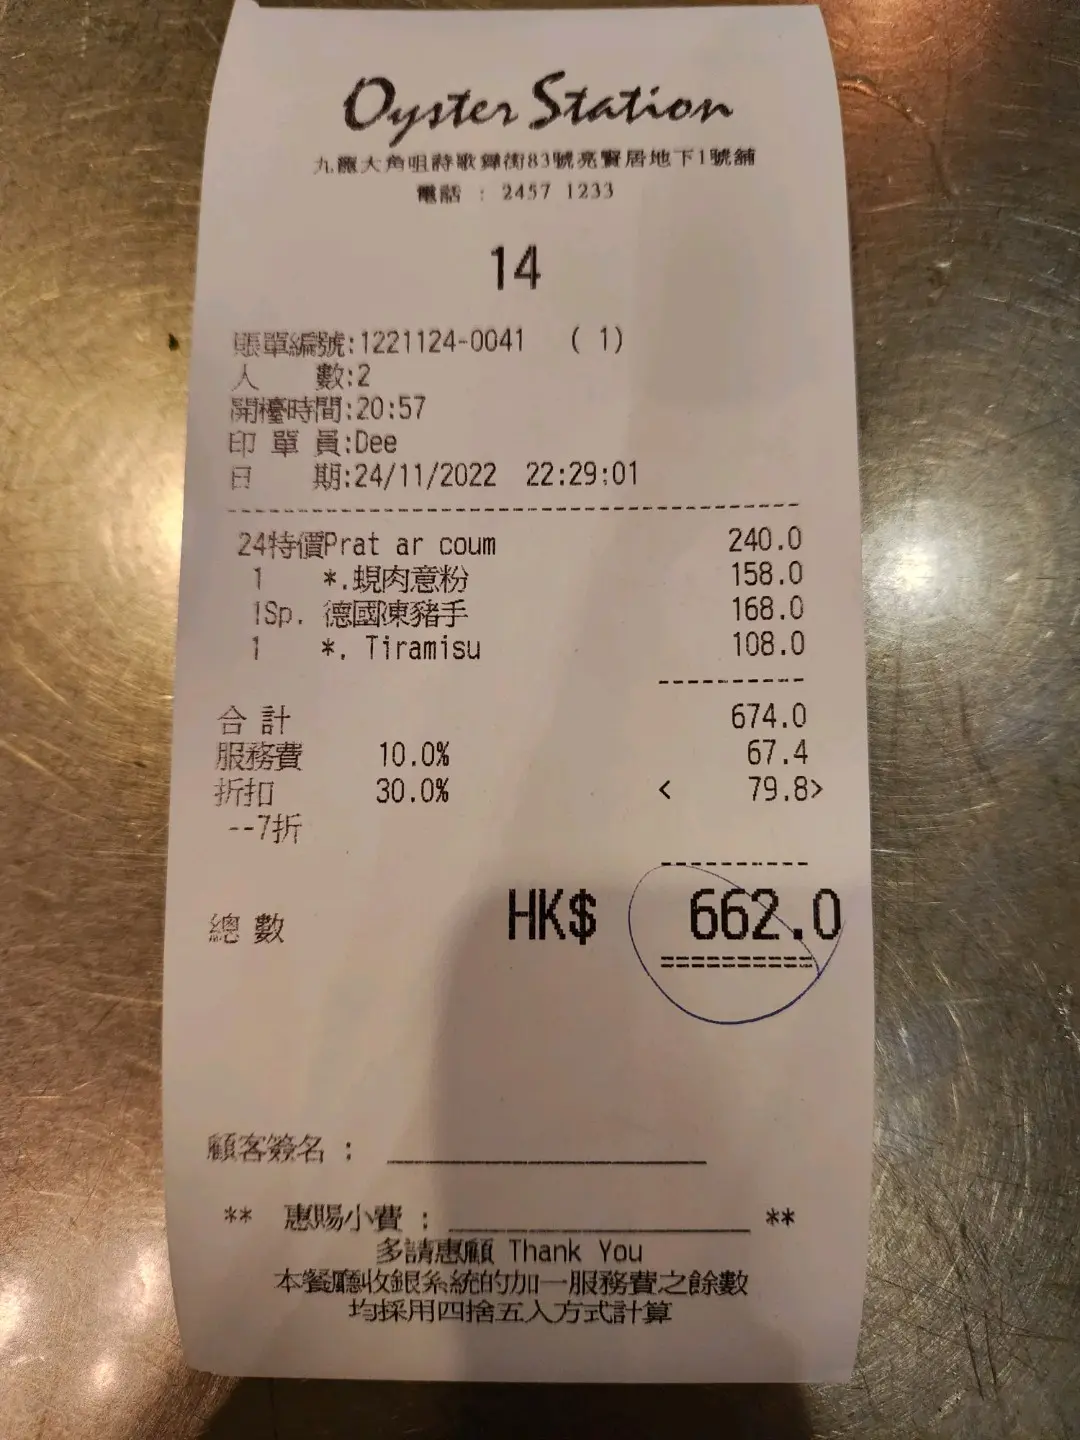 Oyster Station
九龍大角咀詩歌舞街83號亮賢居地下1號舖
電話 : 2457 1233
14
賬單編號:1221124-0041 ( 1)
人 數:2
開檯時間:20:57
印 單 員:Dee
日 期:24/11/2022 22:29:01
24特價Prat ar coum 240.0
1 *.蜆肉意粉 158.0
1Sp. 德國陳豬手 168.0
1 *. Tiramisu 108.0
合 計 674.0
服務費 10.0% 67.4
折扣 30.0% < 79.8>
--7折
總 數 HK$ 662.0
顧客簽名 :
** 惠賜小費 : **
多請惠顧 Thank You
本餐廳收銀系統的加一服務費之餘數
均採用四捨五入方式計算